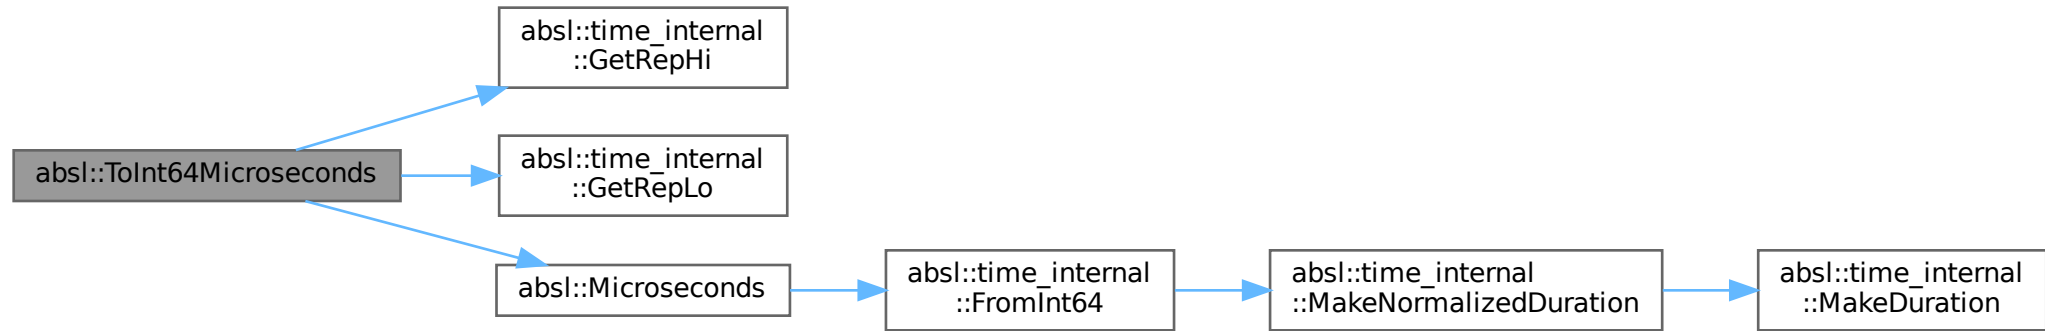 absl::ToInt64Microseconds
absl::time_internal
::GetRepHi
absl::time_internal
::GetRepLo
absl::Microseconds
absl::time_internal
::FromInt64
absl::time_internal
::MakeNormalizedDuration
absl::time_internal
::MakeDuration